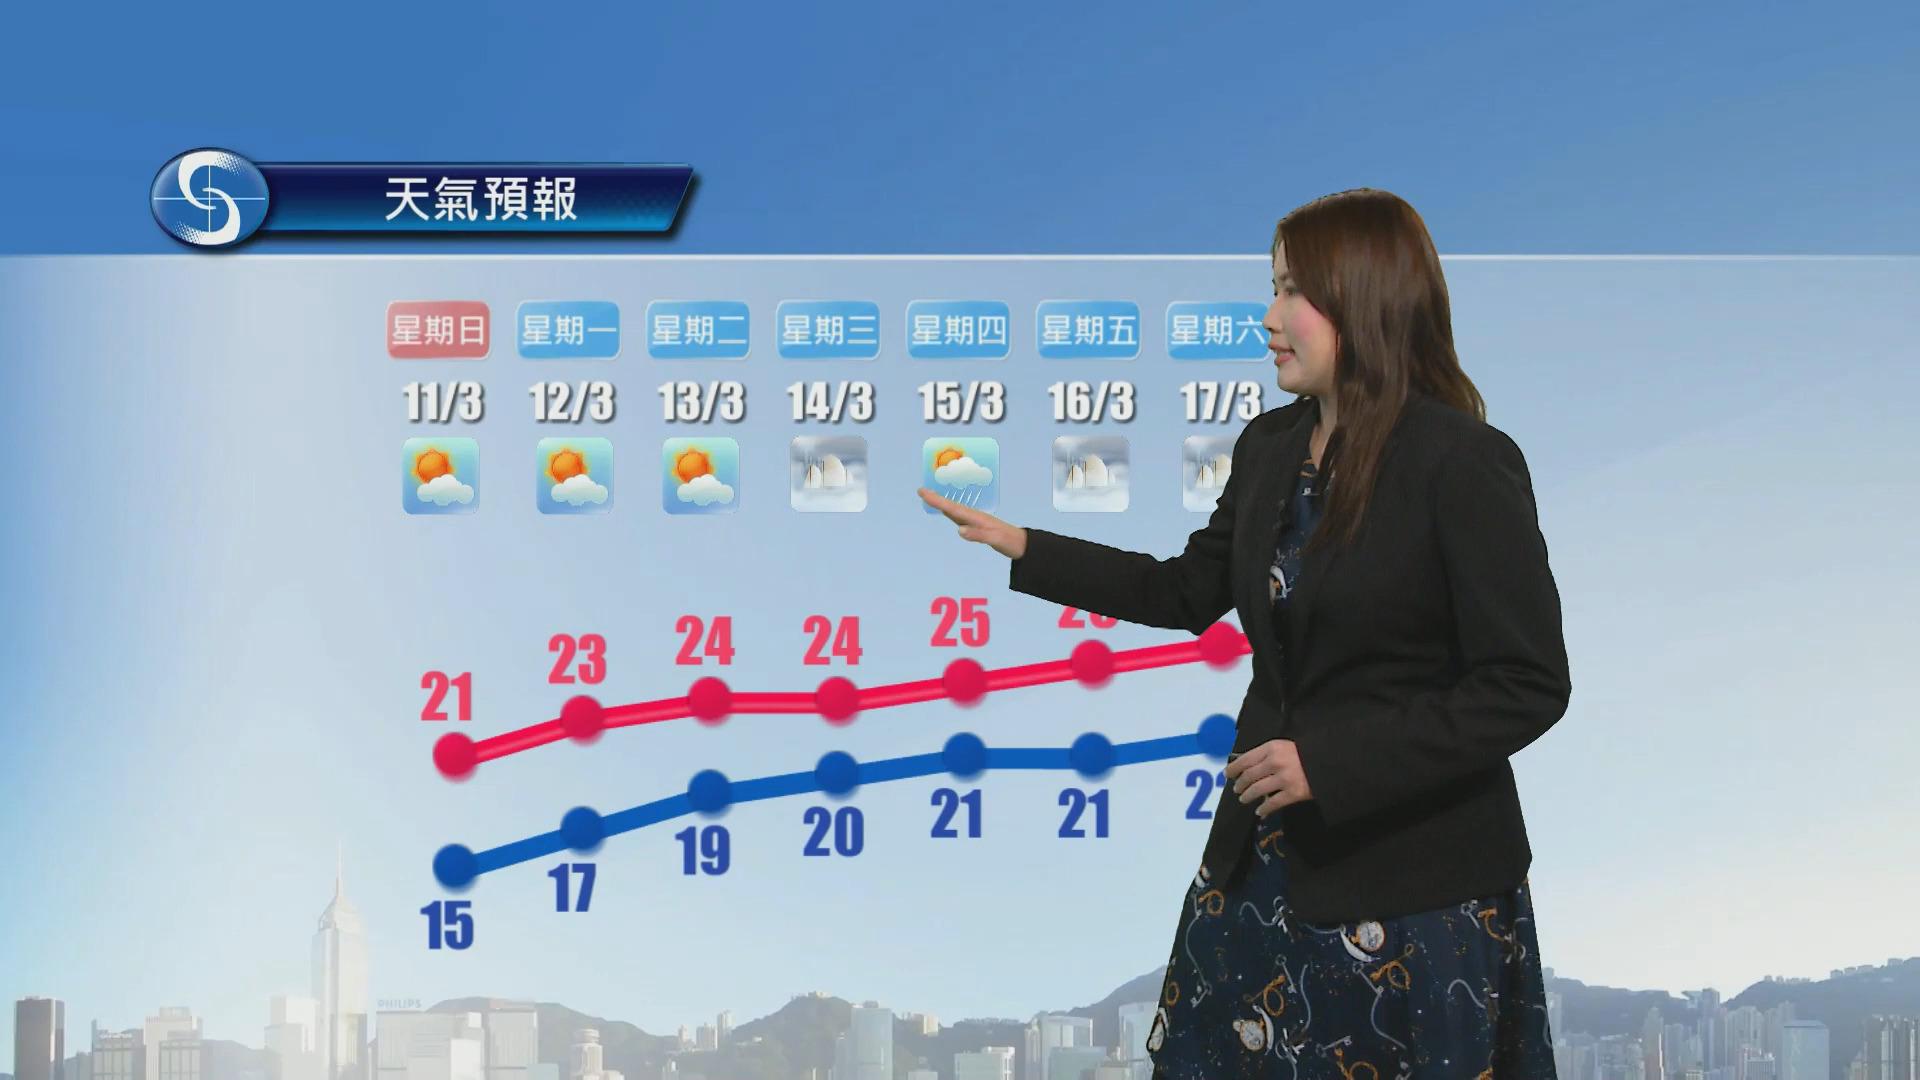 天氣預報
星期日 星期一 星期二 星期三 星期四 星期五 星期六
11/3 12/3 13/3 14/3 15/3 16/3 17/3
21 23 24 24 25
15 17 19 20 21 21
PHILIPS